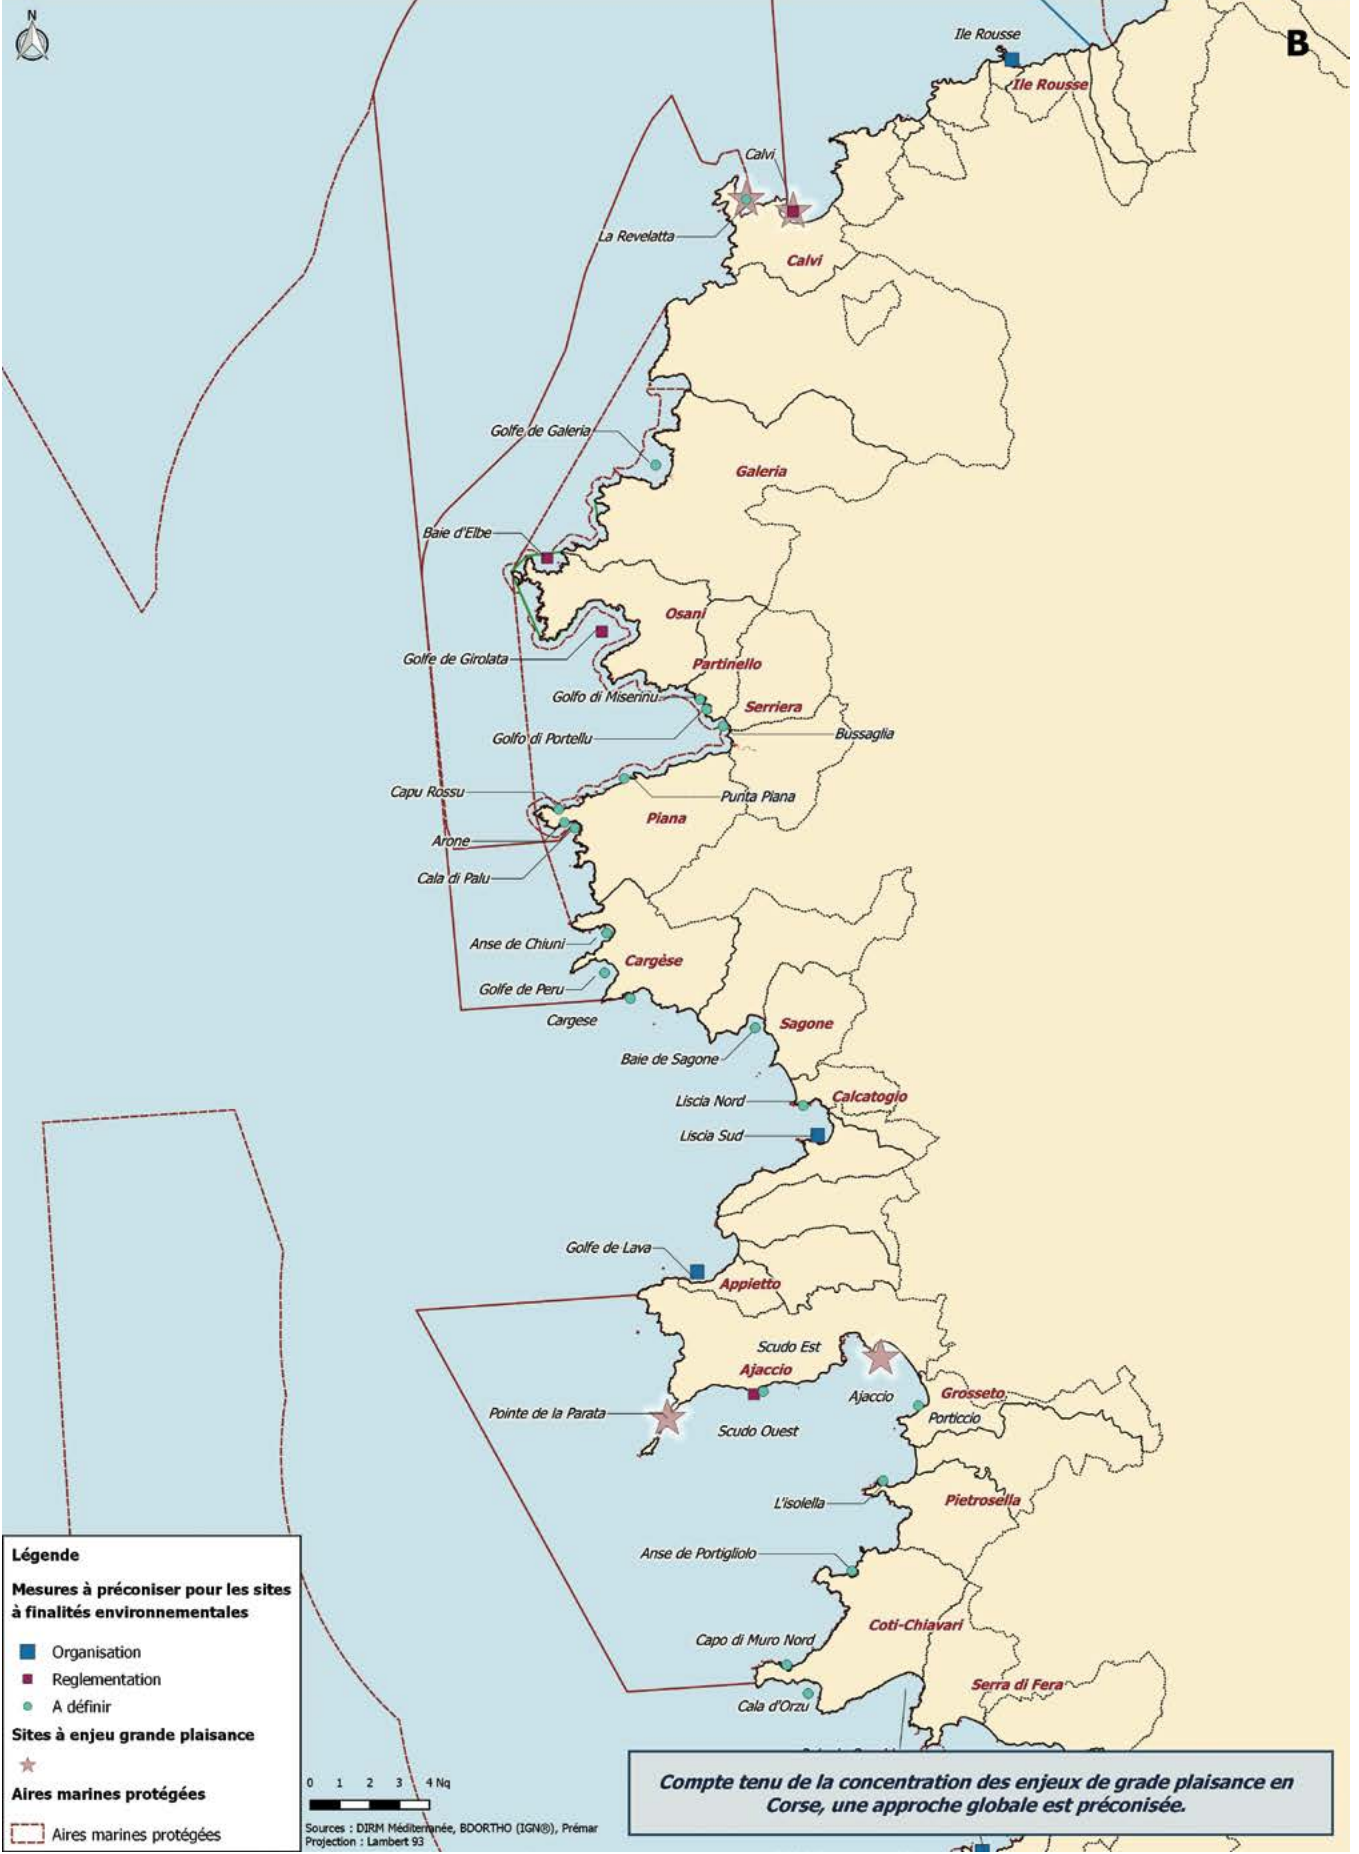 N
B
Ile Rousse
Ile Rousse
Calvi
La Revelatta
Calvi
Golfe de Galeria
Galeria
Baie d'Elbe
Osani
Golfe de Girolata
Partinello
Golfo di Miserinu
Serriera
Golfo di Portellu
Bussaglia
Capu Rossu
Punta Piana
Piana
Arone
Cala di Palu
Anse de Chiuni
Cargèse
Golfe de Peru
Cargese
Sagone
Baie de Sagone
Liscia Nord
Calcatogio
Liscia Sud
Golfe de Lava
Appietto
Scudo Est
Ajaccio
Ajaccio
Grosseto
Pointe de la Parata
Porticcio
Scudo Ouest
L'isolella
Pietrosella
Anse de Portigliolo
Coti-Chiavari
Capo di Muro Nord
Serra di Fera
Cala d'Orzu
Légende
Mesures à préconiser pour les sites
à finalités environnementales
Organisation
Reglementation
A définir
Sites à enjeu grande plaisance
Aires marines protégées
Aires marines protégées
0 1 2 3 4 Nq
Sources : DIRM Méditerranée, BDORTHO (IGN®), Prémar
Projection : Lambert 93
Compte tenu de la concentration des enjeux de grade plaisance en
Corse, une approche globale est préconisée.